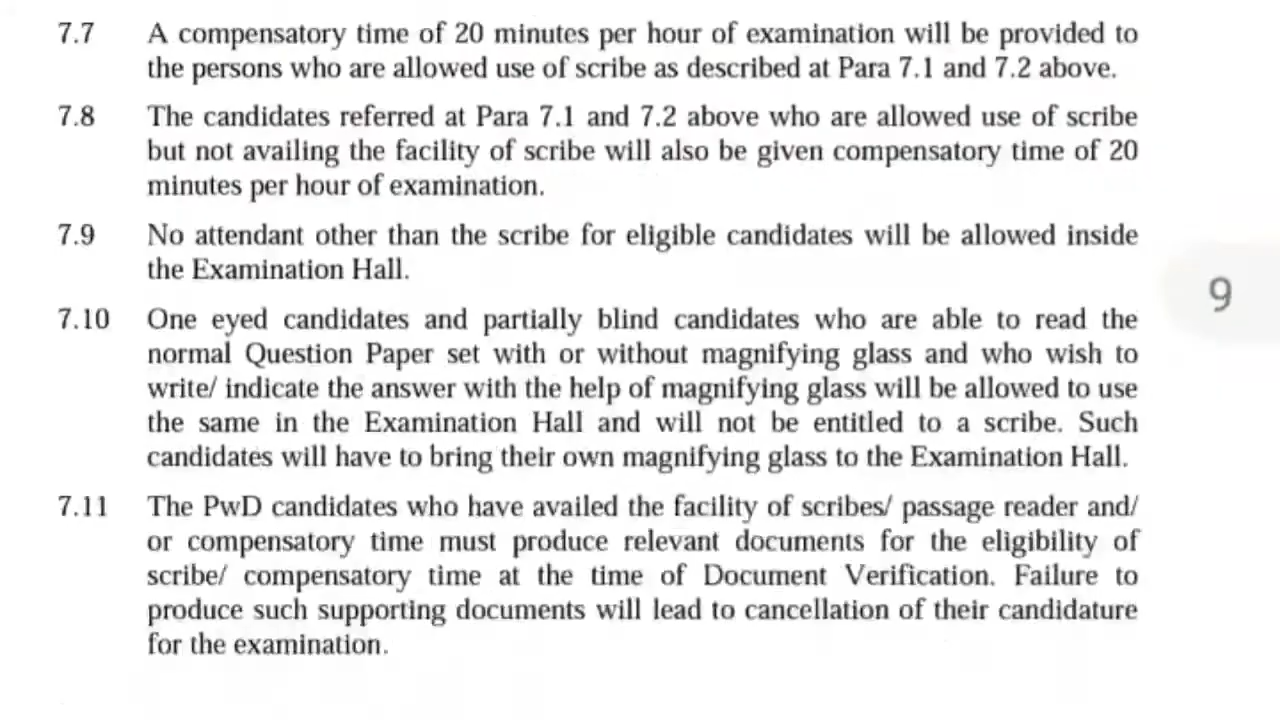 7.7 A compensatory time of 20 minutes per hour of examination will be provided to
the persons who are allowed use of scribe as described at Para 7.1 and 7.2 above.
7.8 The candidates referred at Para 7.1 and 7.2 above who are allowed use of scribe
but not availing the facility of scribe will also be given compensatory time of 20
minutes per hour of examination.
7.9 No attendant other than the scribe for eligible candidates will be allowed inside
the Examination Hall.
9
7.10 One eyed candidates and partially blind candidates who are able to read the
normal Question Paper set with or without magnifying glass and who wish to
write/ indicate the answer with the help of magnifying glass will be allowed to use
the same in the Examination Hall and will not be entitled to a scribe. Such
candidates will have to bring their own magnifying glass to the Examination Hall.
7.11 The PwD candidates who have availed the facility of scribes/ passage reader and/
or compensatory time must produce relevant documents for the eligibility of
scribe/ compensatory time at the time of Document Verification. Failure to
produce such supporting documents will lead to cancellation of their candidature
for the examination.